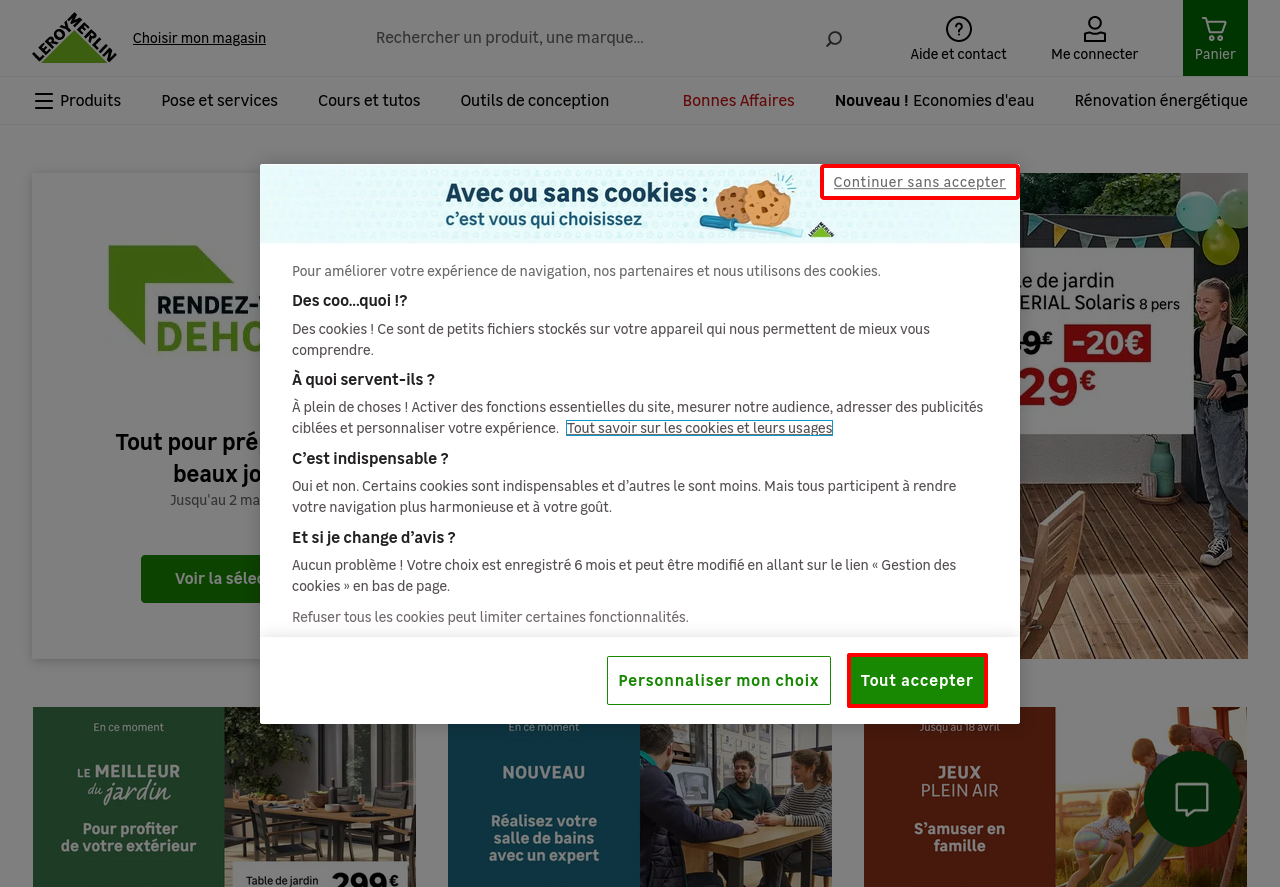 LEROY MERLIN
Choisir mon magasin
Rechercher un produit, une marque...
Aide et contact
Me connecter
Panier
Produits
Pose et services
Cours et tutos
Outils de conception
Bonnes Affaires
Nouveau ! Economies d'eau
Rénovation énergétique
Continuer sans accepter
Avec ou sans cookies :
c'est vous qui choisissez
LEROY MERLIN
Pour améliorer votre expérience de navigation, nos partenaires et nous utilisons des cookies.
Des coo...quoi !?
Des cookies ! Ce sont de petits fichiers stockés sur votre appareil qui nous permettent de mieux vous
comprendre.
À quoi servent-ils ?
À plein de choses ! Activer des fonctions essentielles du site, mesurer notre audience, adresser des publicités
ciblées et personnaliser votre expérience. Tout savoir sur les cookies et leurs usages
C’est indispensable ?
Oui et non. Certains cookies sont indispensables et d’autres le sont moins. Mais tous participent à rendre
votre navigation plus harmonieuse et à votre goût.
Et si je change d’avis ?
Aucun problème ! Votre choix est enregistré 6 mois et peut être modifié en allant sur le lien « Gestion des
cookies » en bas de page.
Refuser tous les cookies peut limiter certaines fonctionnalités.
Personnaliser mon choix
Tout accepter
RENDEZ-
DEHO
Tout pour pré
beaux jo
Jusqu'au 2 ma
Voir la sélec
le de jardin
ERIAL Solaris 8 pers
9€
-20€
29€
En ce moment
LE MEILLEUR
du jardin
Pour profiter
de votre extérieur
Table de jardin
299€
En ce moment
NOUVEAU
Réalisez votre
salle de bains
avec un expert
Jusqu'au 18 avril
JEUX
PLEIN AIR
S'amuser en
famille